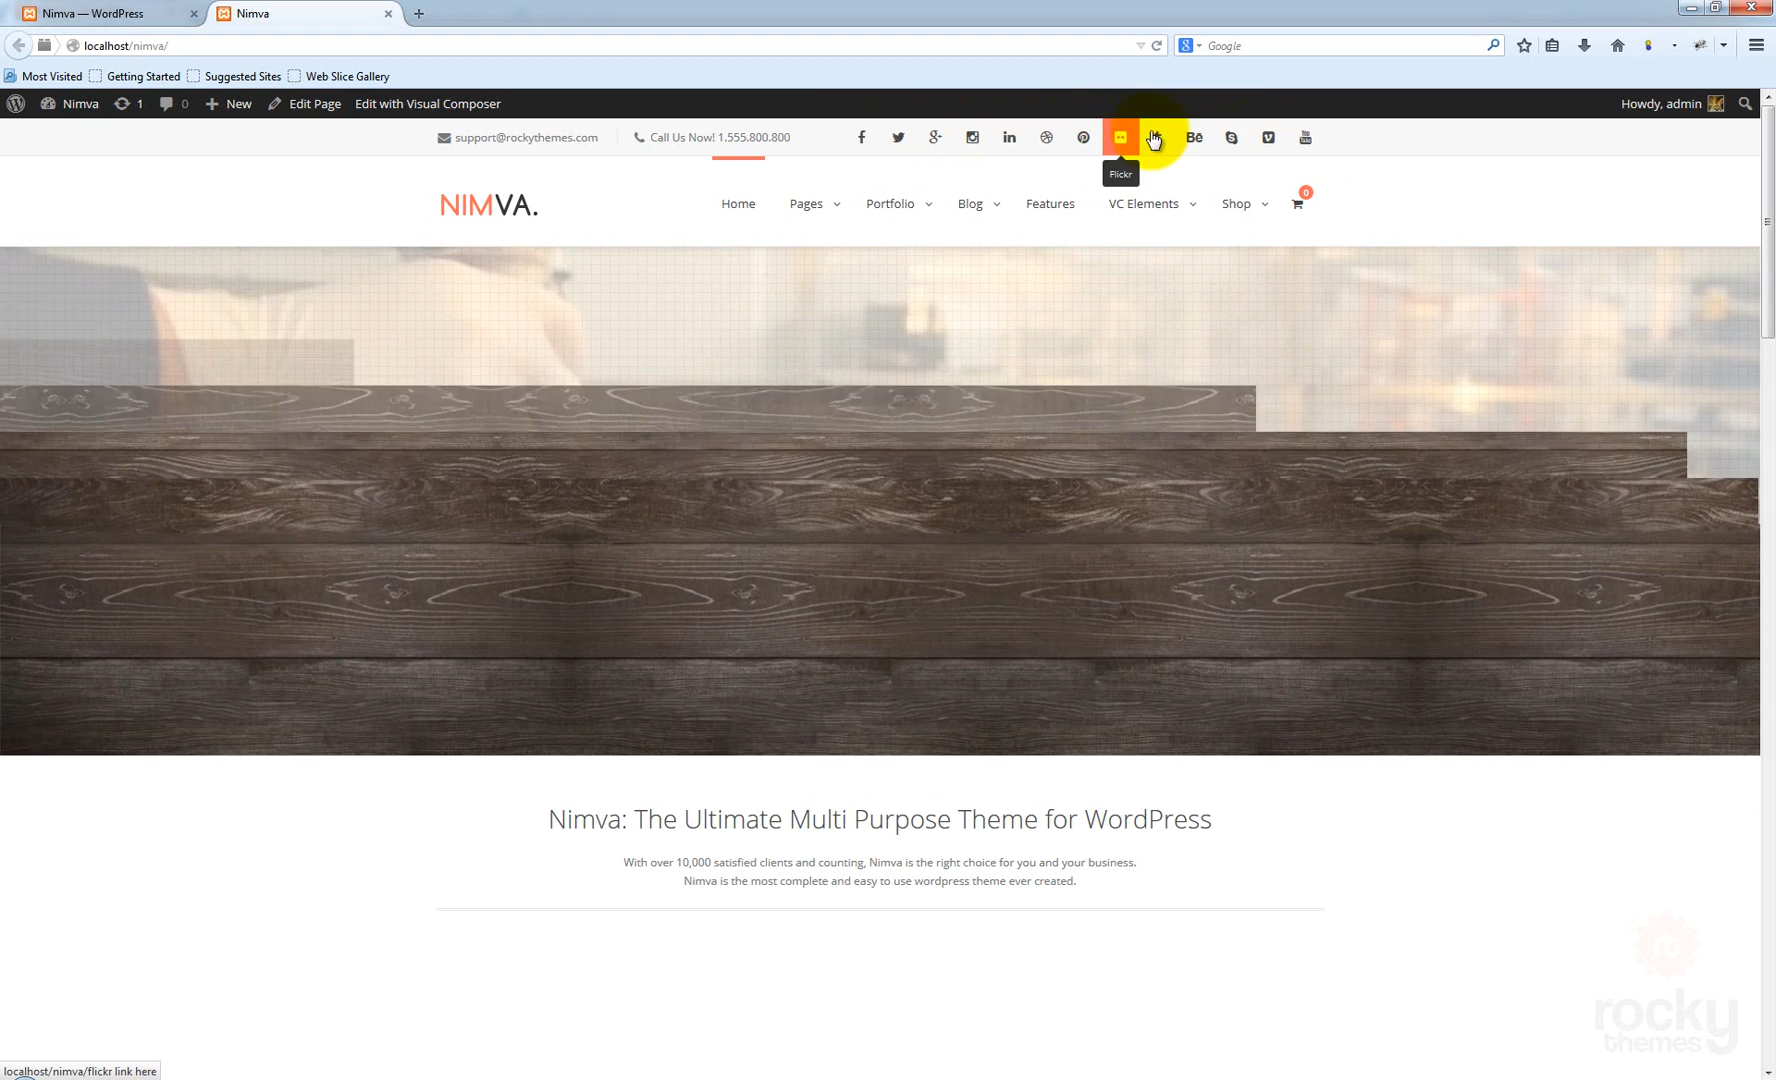 Nimva — WordPress
Nimva
localhost/nimva/
Google
Most Visited
Getting Started
Suggested Sites
Web Slice Gallery
Nimva
1
0
New
Edit Page
Edit with Visual Composer
Howdy, admin
support@rockythemes.com
Call Us Now! 1.555.800.800
Bē
Flickr
NIMVA.
Home
Pages
Portfolio
Blog
Features
VC Elements
Shop
0
Nimva: The Ultimate Multi Purpose Theme for WordPress
With over 10,000 satisfied clients and counting, Nimva is the right choice for you and your business.
Nimva is the most complete and easy to use wordpress theme ever created.
rocky
themes
localhost/nimva/flickr link here